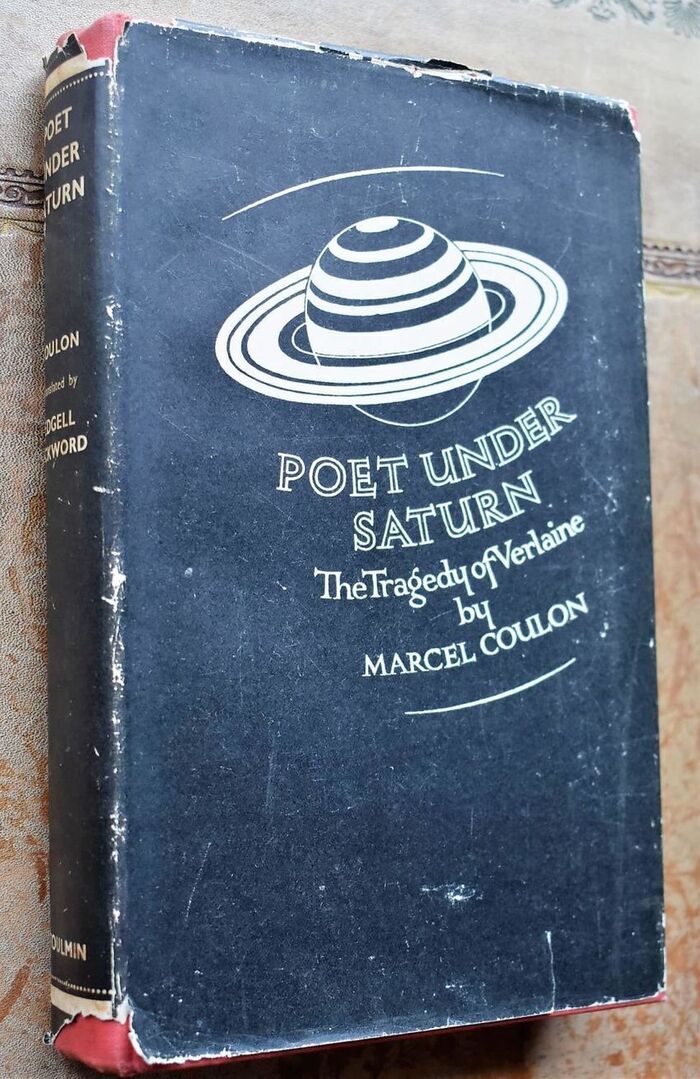 POET
UNDER
SATURN
COULON
translated by
EDGELL
RICKWORD
TOULMIN
POET UNDER
SATURN
The Tragedy of Verlaine
by
MARCEL COULON